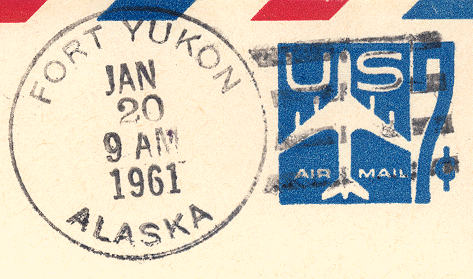 FORT YUKON
JAN
20
9 AM
1961
ALASKA
US
7¢
AIR MAIL